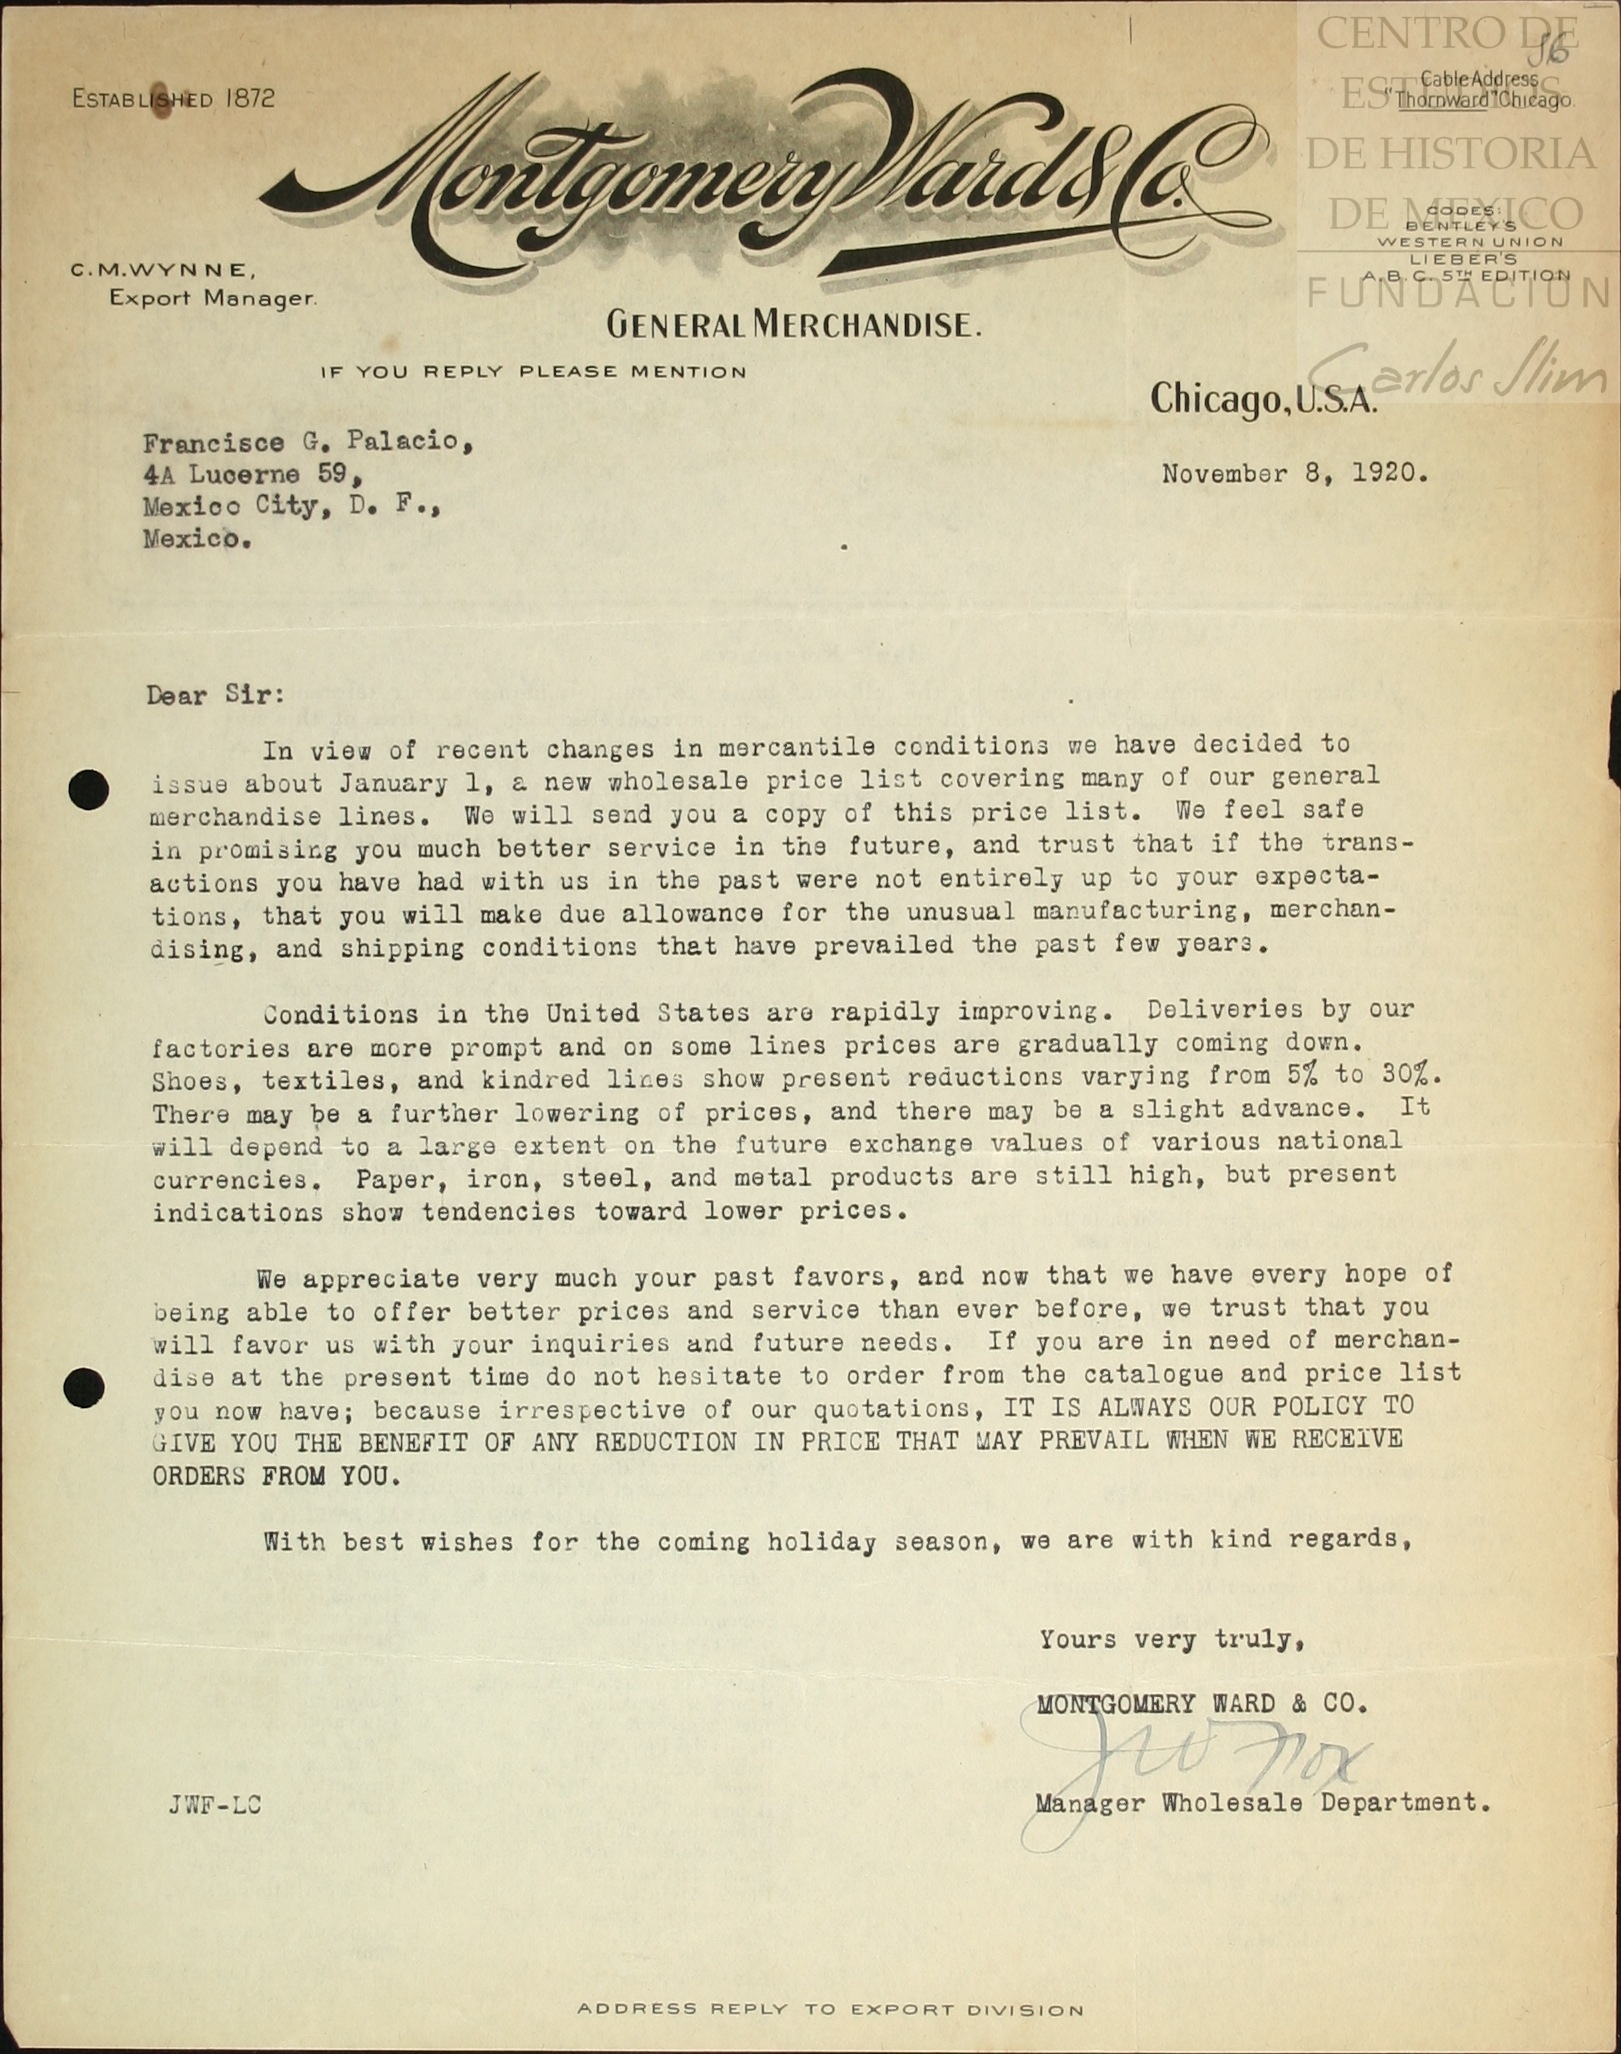 ESTABLISHED 1872
Montgomery Ward & Co.
96
Cable Address
"Thornward" Chicago.
CODES:
BENTLEY'S
WESTERN UNION
LIEBER'S
A.B.C. 5TH EDITION
CENTRO DE
ESTUDIOS
DE HISTORIA
DE MEXICO
FUNDACION
Carlos Slim
C.M.WYNNE,
Export Manager.
GENERAL MERCHANDISE.
IF YOU REPLY PLEASE MENTION
Chicago, U.S.A.
Francisce G. Palacio,
4A Lucerne 59,
Mexico City, D. F.,
Mexico.
November 8, 1920.
Dear Sir:
In view of recent changes in mercantile conditions we have decided to
issue about January 1, a new wholesale price list covering many of our general
merchandise lines. We will send you a copy of this price list. We feel safe
in promising you much better service in the future, and trust that if the trans-
actions you have had with us in the past were not entirely up to your expecta-
tions, that you will make due allowance for the unusual manufacturing, merchan-
dising, and shipping conditions that have prevailed the past few years.
Conditions in the United States are rapidly improving. Deliveries by our
factories are more prompt and on some lines prices are gradually coming down.
Shoes, textiles, and kindred lines show present reductions varying from 5% to 30%.
There may be a further lowering of prices, and there may be a slight advance. It
will depend to a large extent on the future exchange values of various national
currencies. Paper, iron, steel, and metal products are still high, but present
indications show tendencies toward lower prices.
We appreciate very much your past favors, and now that we have every hope of
being able to offer better prices and service than ever before, we trust that you
will favor us with your inquiries and future needs. If you are in need of merchan-
dise at the present time do not hesitate to order from the catalogue and price list
you now have; because irrespective of our quotations, IT IS ALWAYS OUR POLICY TO
GIVE YOU THE BENEFIT OF ANY REDUCTION IN PRICE THAT MAY PREVAIL WHEN WE RECEIVE
ORDERS FROM YOU.
With best wishes for the coming holiday season, we are with kind regards,
Yours very truly,
MONTGOMERY WARD & CO.
JW Fox
Manager Wholesale Department.
JWF-LC
ADDRESS REPLY TO EXPORT DIVISION